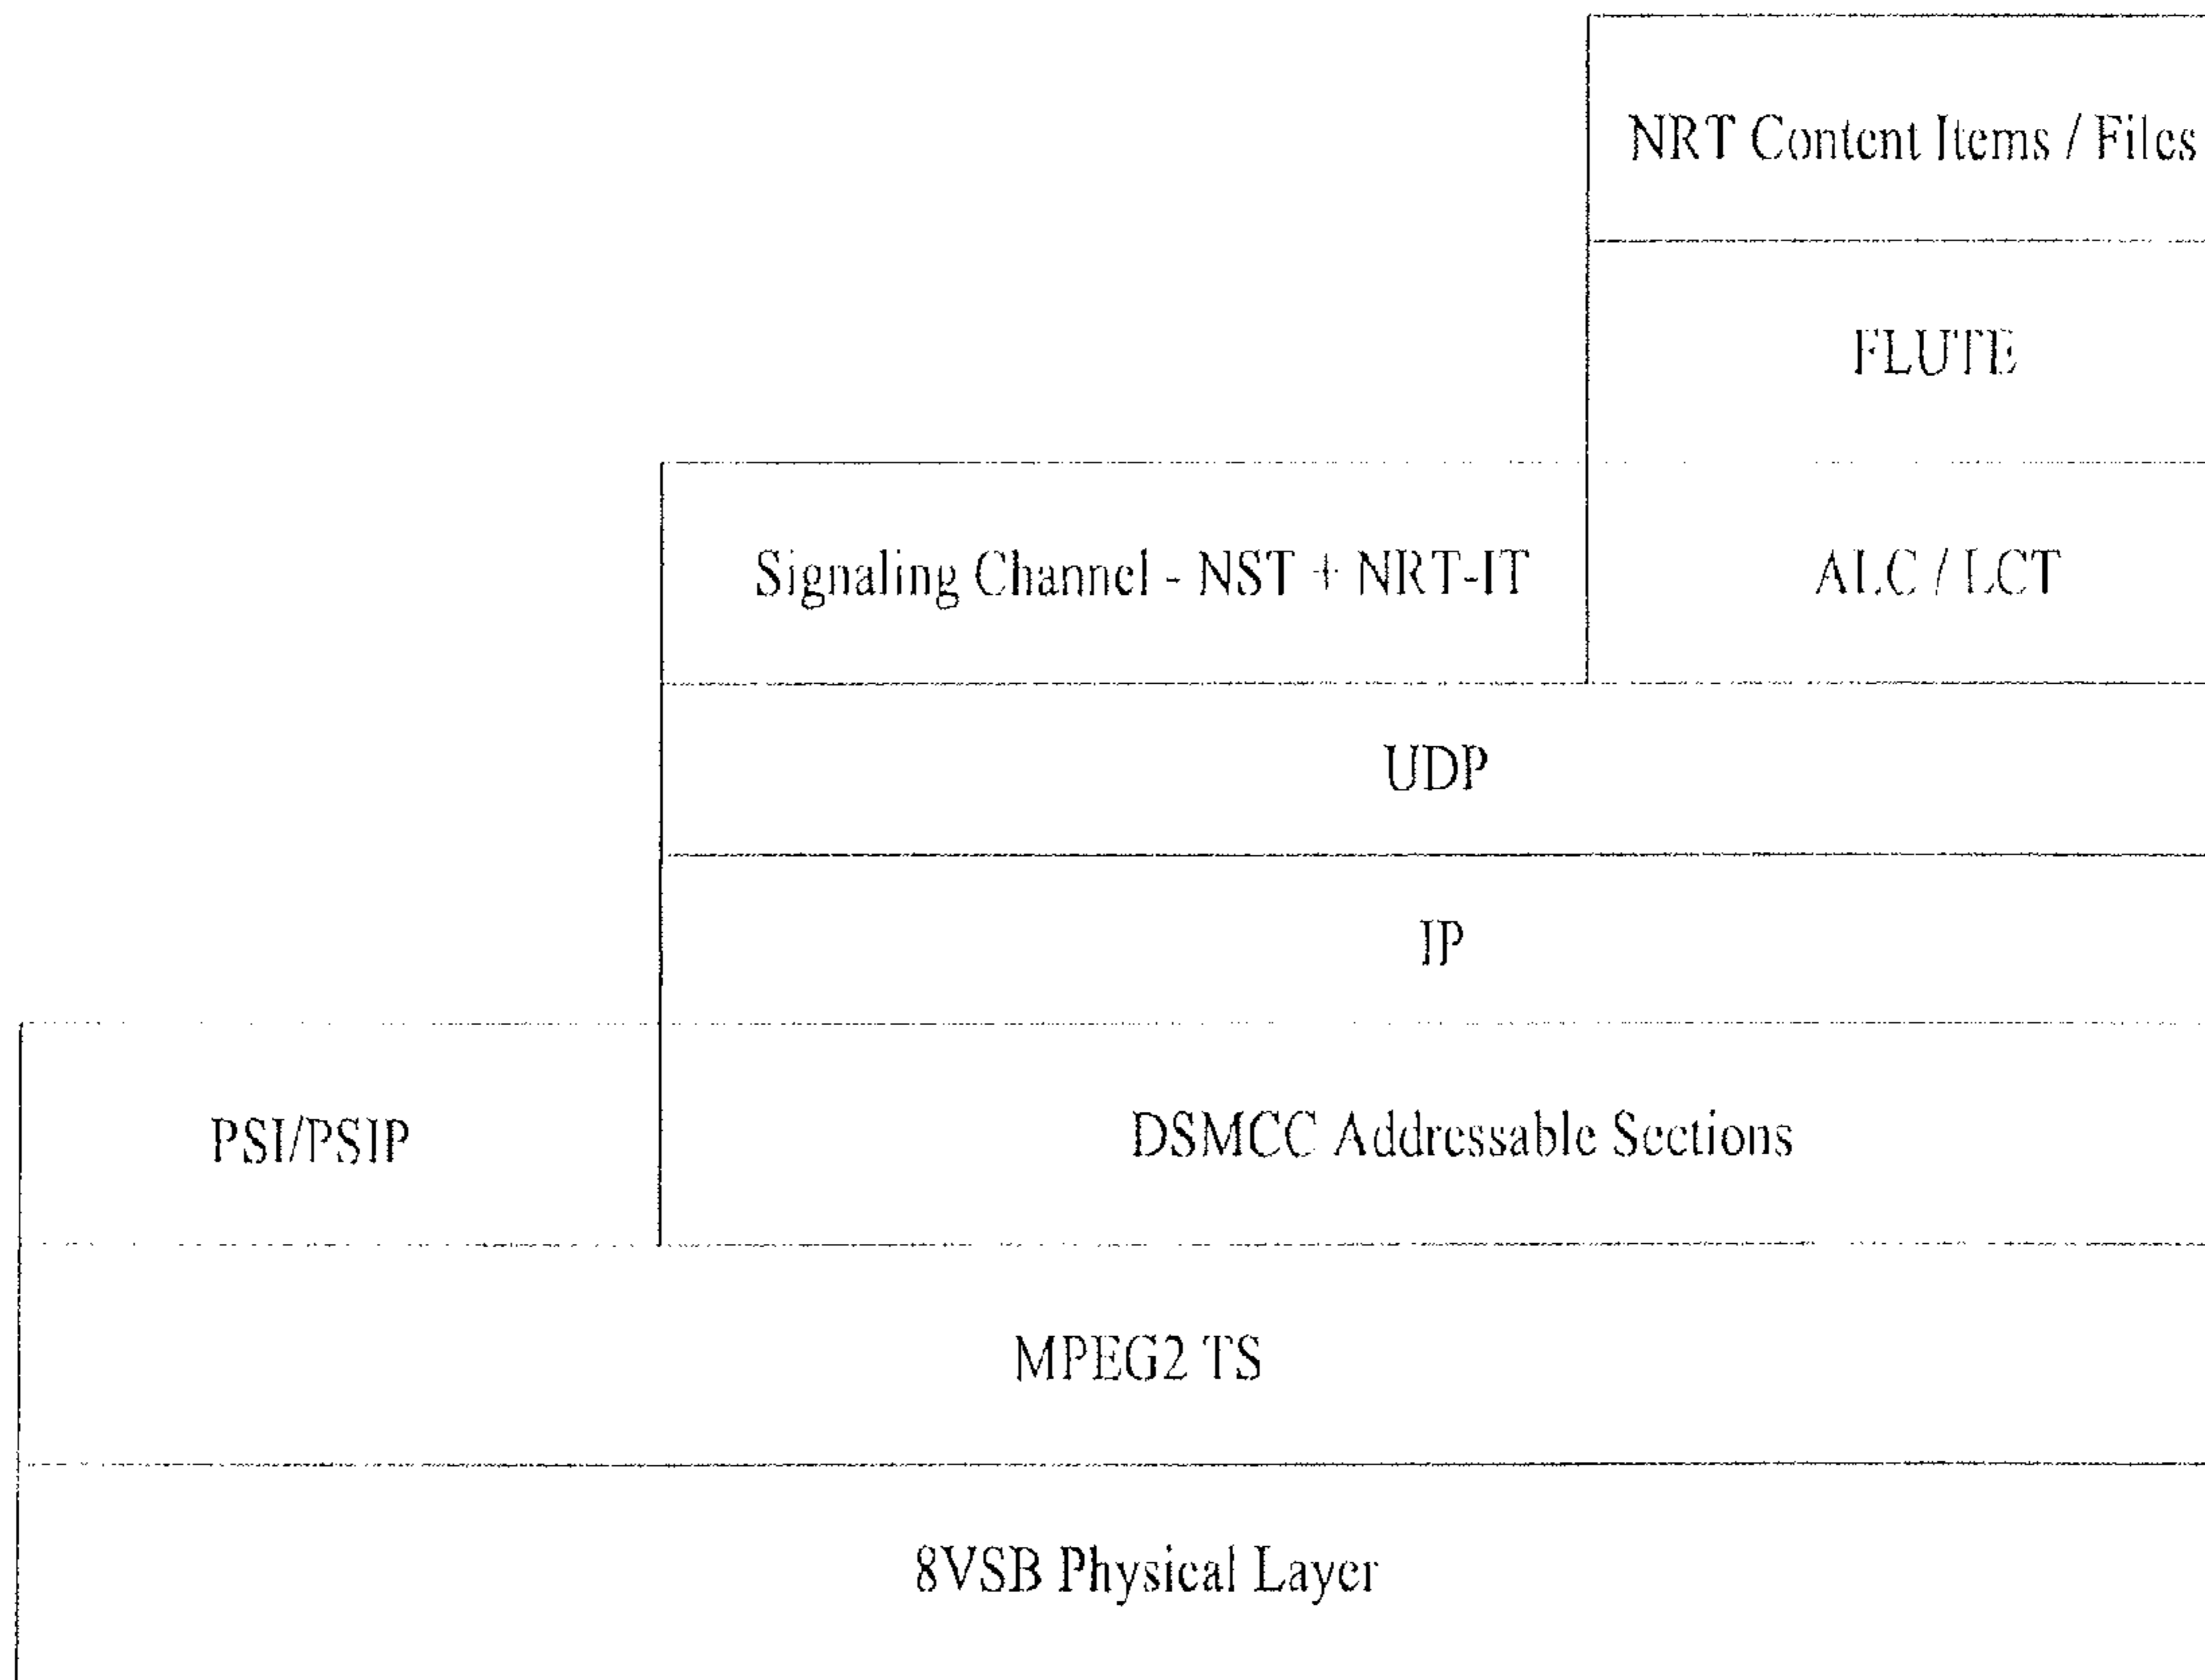 NRT Content Items / Files
FLUTE
Signaling Channel - NST + NRT-IT
ALC / LCT
UDP
IP
PSI/PSIP
DSMCC Addressable Sections
MPEG2 TS
8VSB Physical Layer